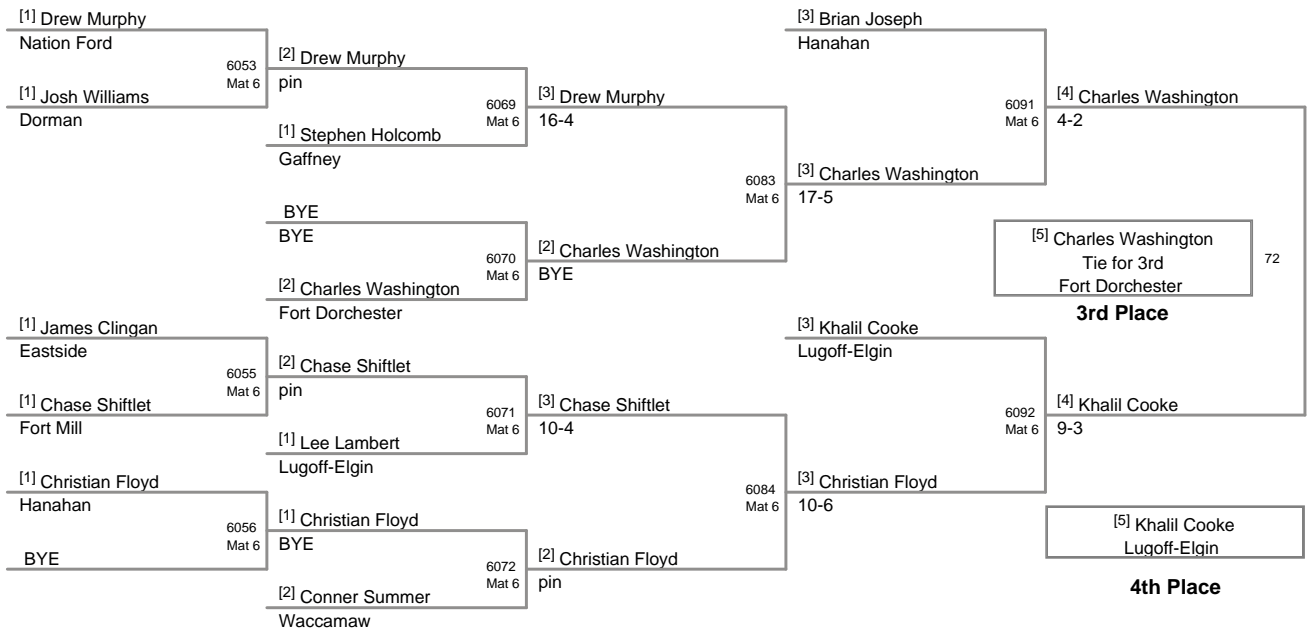 [1] Drew Murphy
Nation Ford
6053
Mat 6
[1] Josh Williams
Dorman
[2] Drew Murphy
pin
6069
Mat 6
[1] Stephen Holcomb
Gaffney
[3] Drew Murphy
16-4
BYE
BYE
6070
Mat 6
[2] Charles Washington
Fort Dorchester
[2] Charles Washington
BYE
6083
Mat 6
[3] Brian Joseph
Hanahan
6091
Mat 6
[3] Charles Washington
17-5
[4] Charles Washington
4-2
[5] Charles Washington
Tie for 3rd
Fort Dorchester
72
3rd Place
[1] James Clingan
Eastside
6055
Mat 6
[1] Chase Shiftlet
Fort Mill
[2] Chase Shiftlet
pin
6071
Mat 6
[1] Lee Lambert
Lugoff-Elgin
[3] Chase Shiftlet
10-4
[1] Christian Floyd
Hanahan
6056
Mat 6
BYE
[1] Christian Floyd
BYE
6072
Mat 6
[2] Conner Summer
Waccamaw
[2] Christian Floyd
pin
6084
Mat 6
[3] Khalil Cooke
Lugoff-Elgin
6092
Mat 6
[3] Christian Floyd
10-6
[4] Khalil Cooke
9-3
[5] Khalil Cooke
Lugoff-Elgin
4th Place